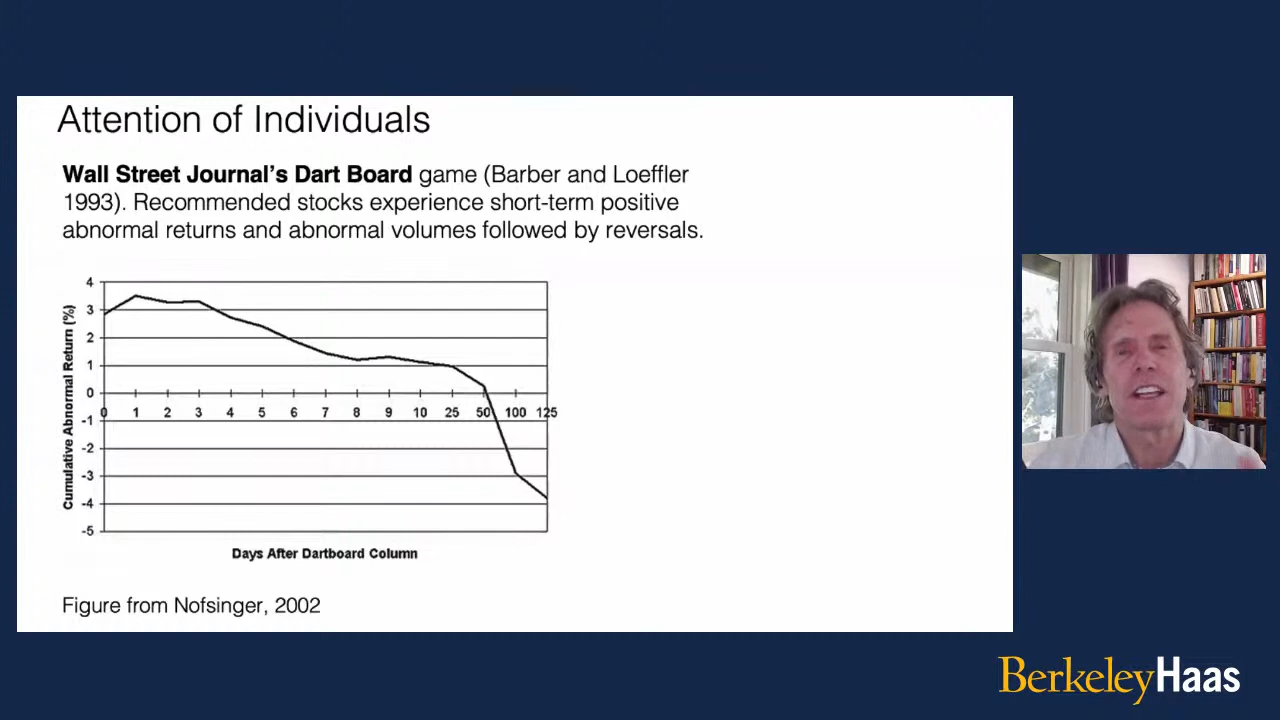 Attention of Individuals
Wall Street Journal's Dart Board game (Barber and Loeffler
1993). Recommended stocks experience short-term positive
abnormal returns and abnormal volumes followed by reversals.
Cumulative Abnormal Return (%)
4
3
2
1
0
-1
-2
-3
-4
-5
0 1 2 3 4 5 6 7 8 9 10 25 50 100 125
Days After Dartboard Column
Figure from Nofsinger, 2002
BerkeleyHaas